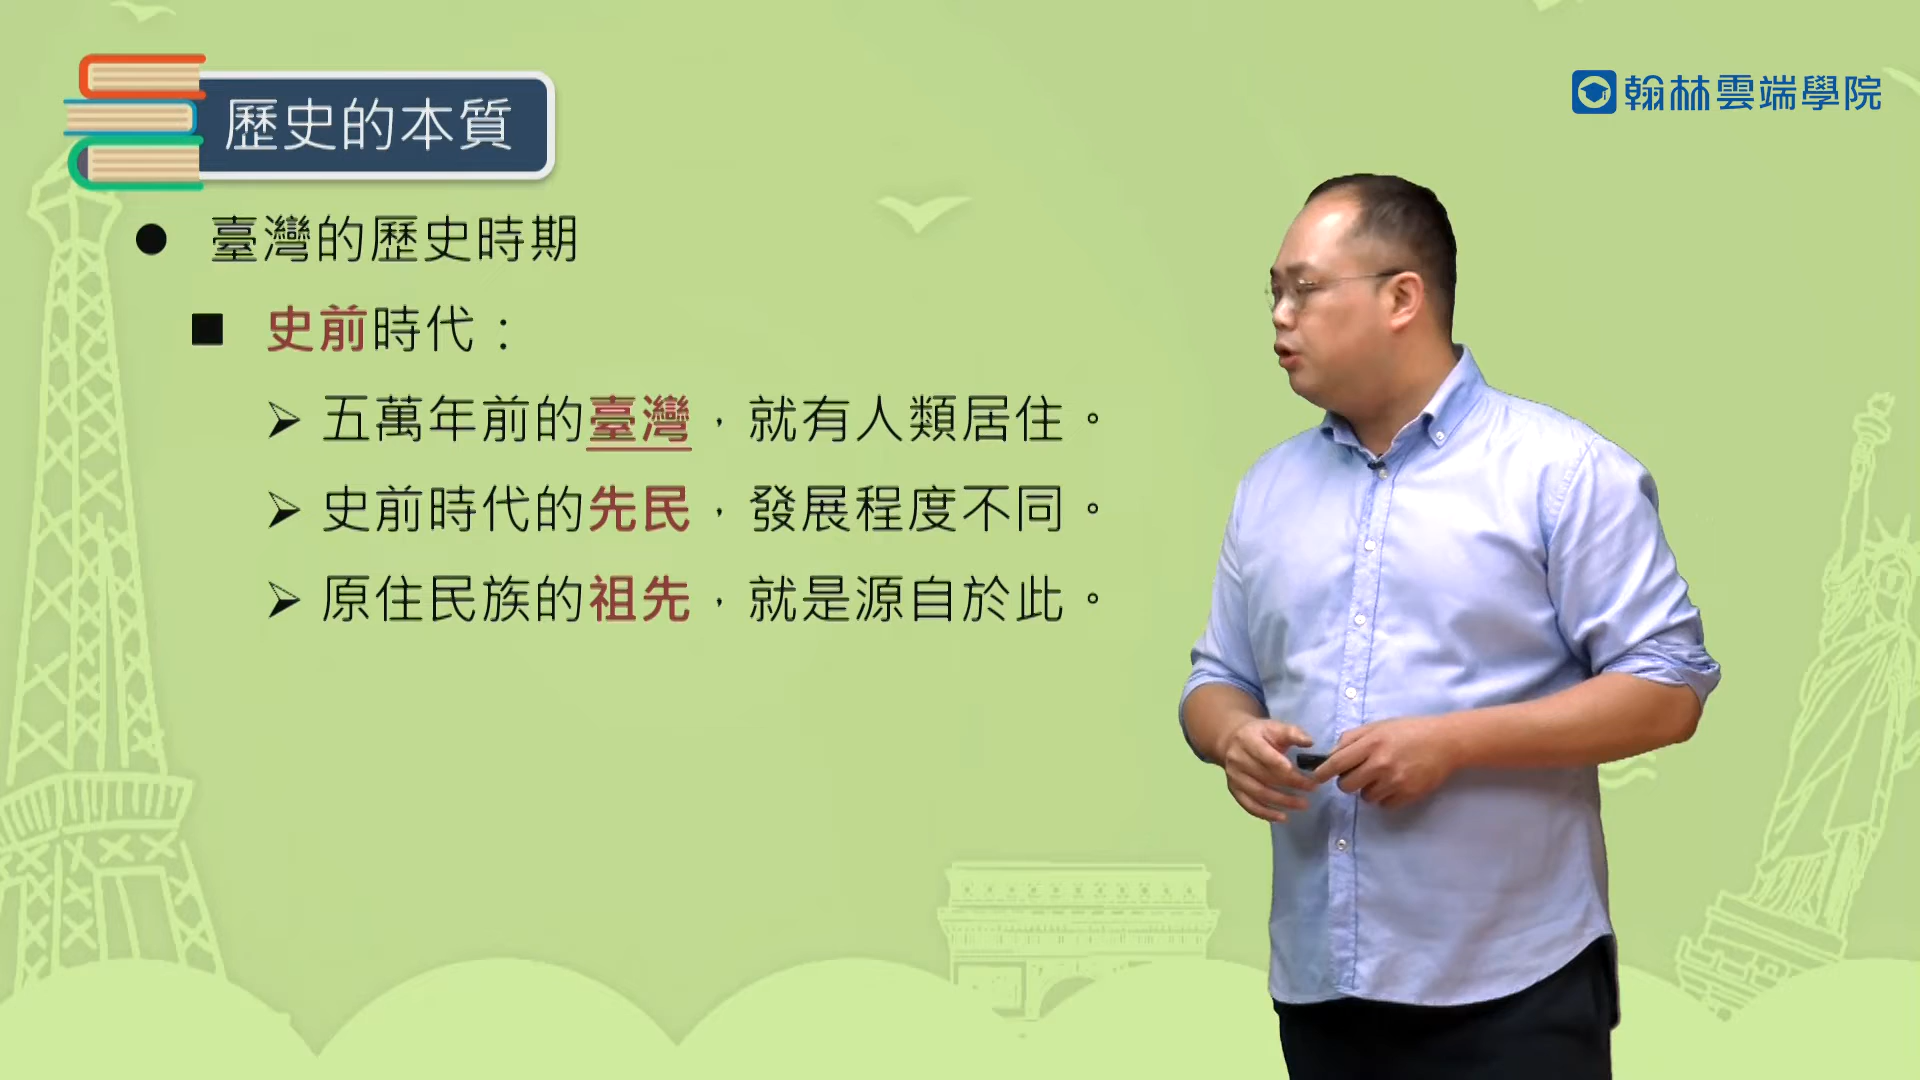 歷史的本質
翰林雲端學院
● 臺灣的歷史時期
■ 史前時代：
➢ 五萬年前的臺灣，就有人類居住。
➢ 史前時代的先民，發展程度不同。
➢ 原住民族的祖先，就是源自於此。